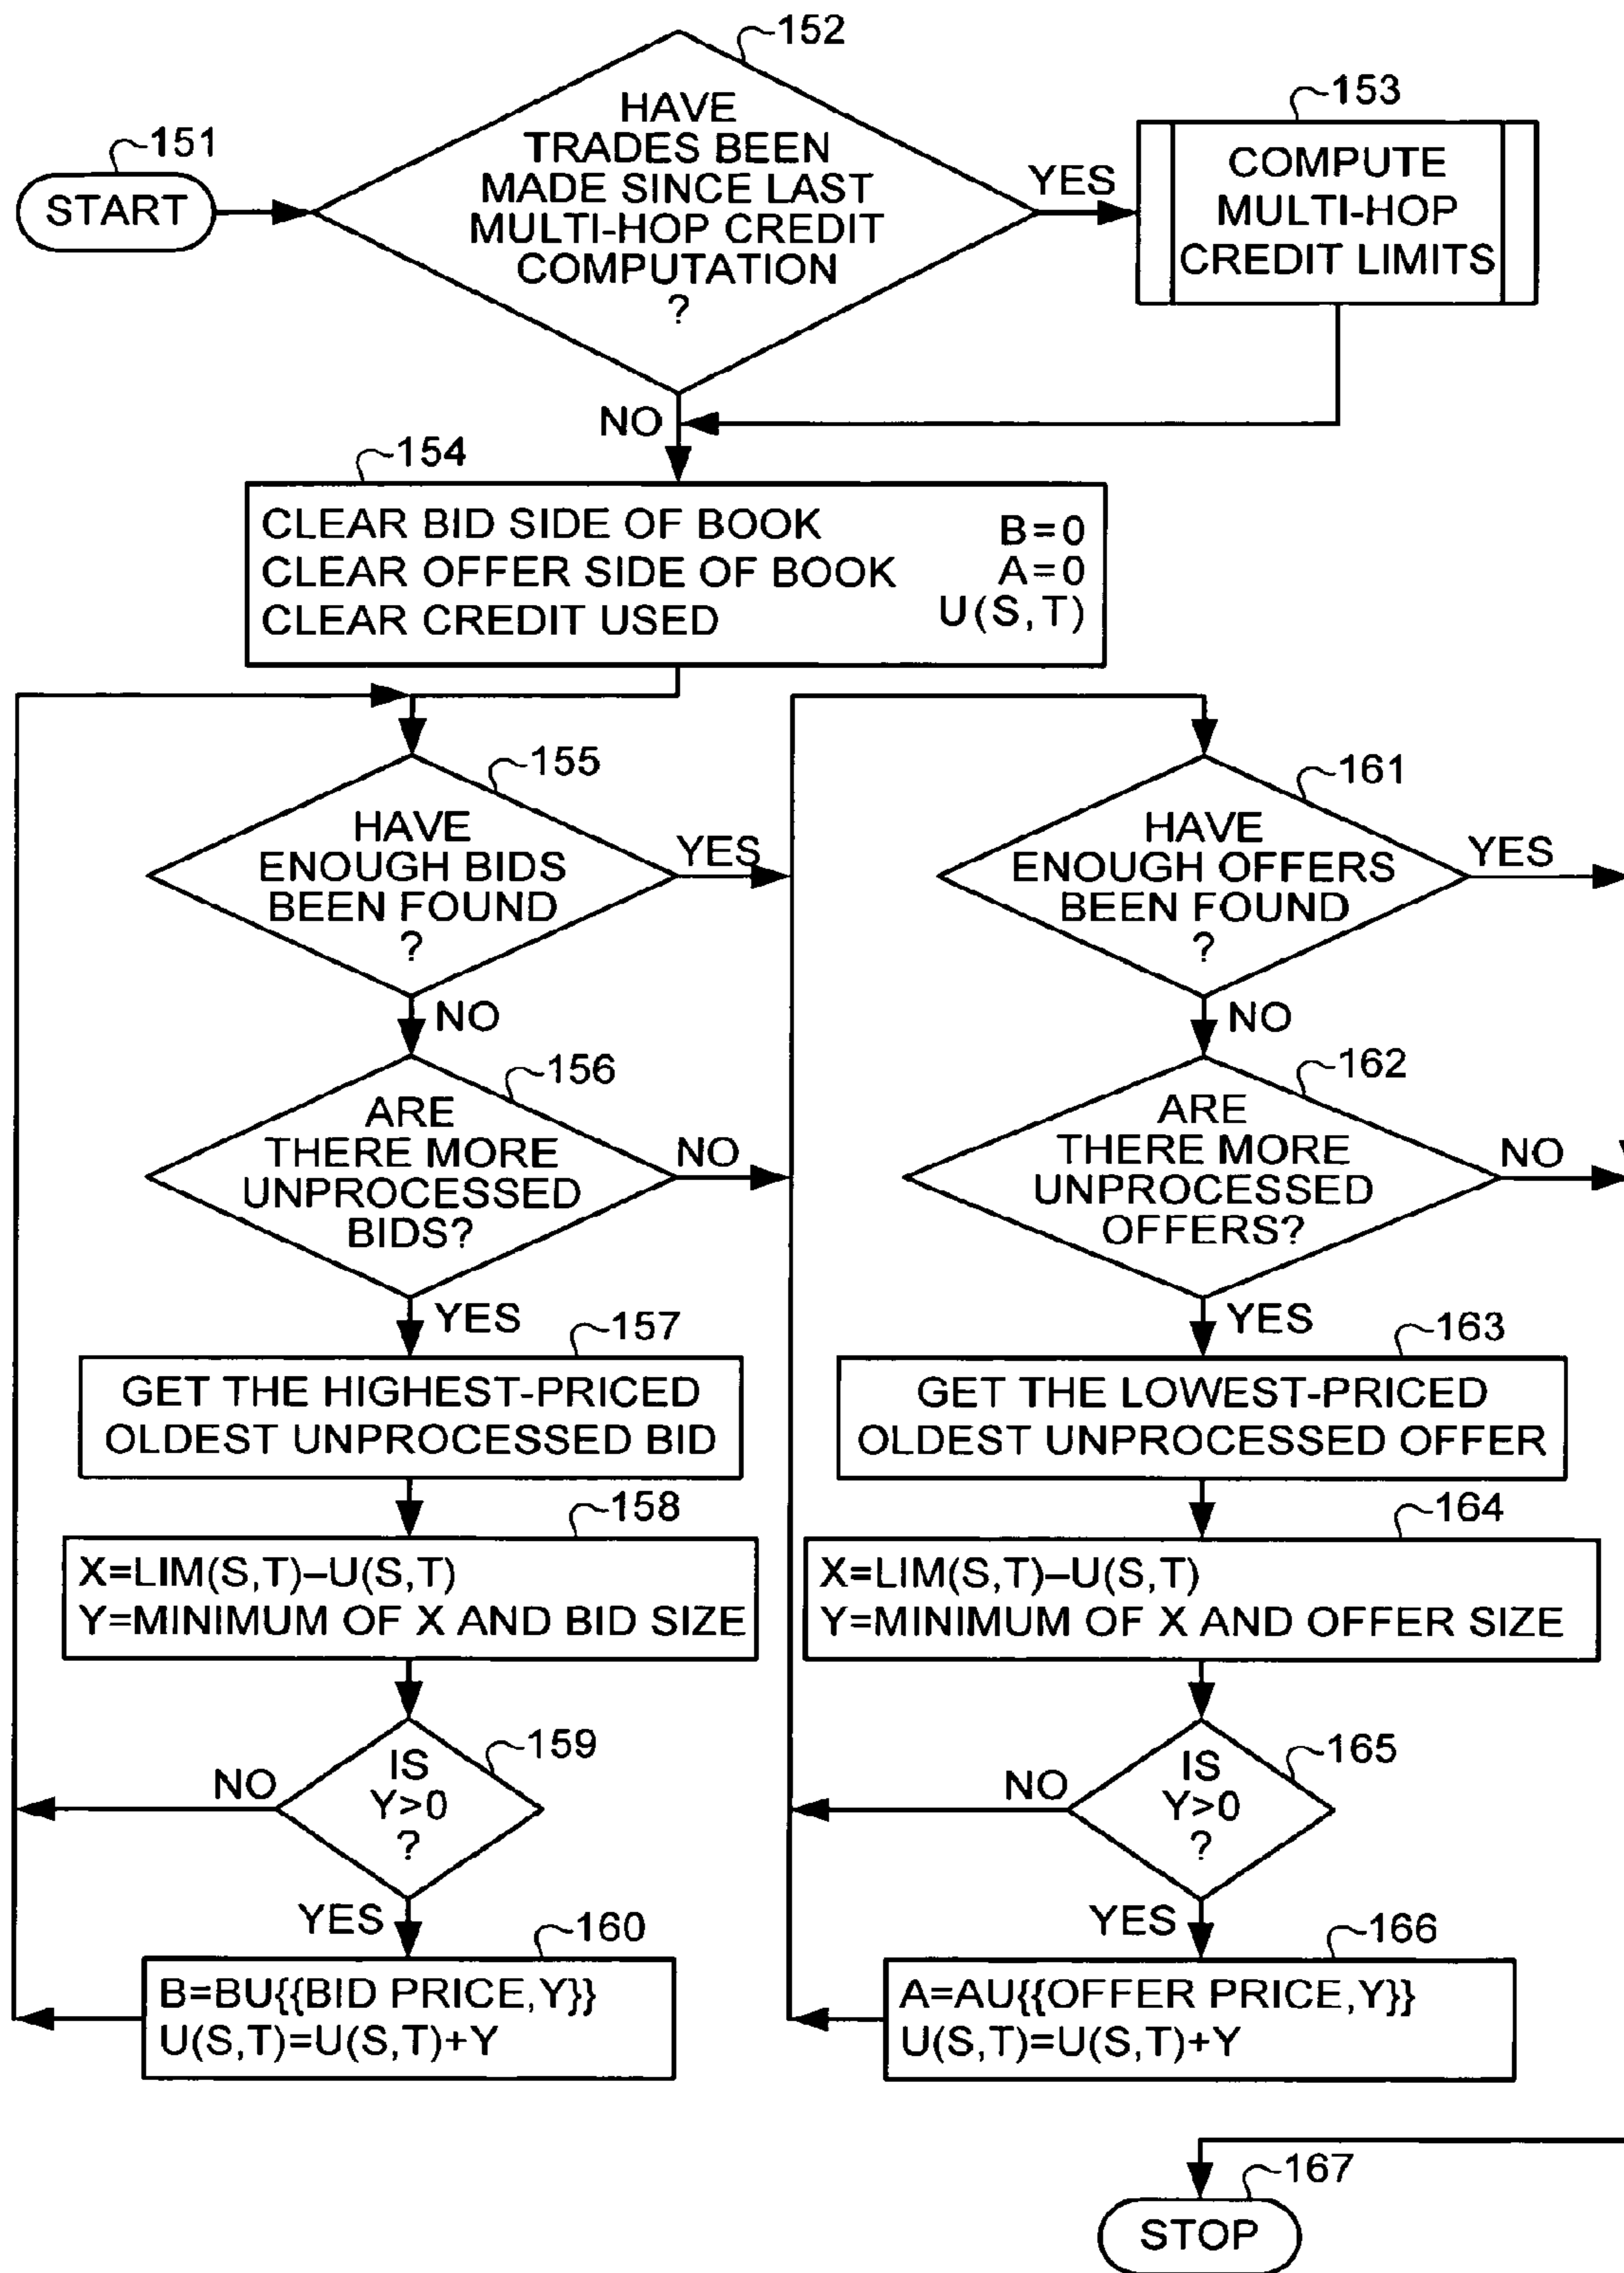 152
HAVE
TRADES BEEN
MADE SINCE LAST
MULTI-HOP CREDIT
COMPUTATION
?
151
START
YES
153
COMPUTE
MULTI-HOP
CREDIT LIMITS
NO
154
CLEAR BID SIDE OF BOOK B=0
CLEAR OFFER SIDE OF BOOK A=0
CLEAR CREDIT USED U(S,T)
155
HAVE
ENOUGH BIDS
BEEN FOUND
?
YES
NO
156
ARE
THERE MORE
UNPROCESSED
BIDS?
NO
YES
157
GET THE HIGHEST-PRICED
OLDEST UNPROCESSED BID
158
X=LIM(S,T)–U(S,T)
Y=MINIMUM OF X AND BID SIZE
159
IS
Y>0
?
NO
YES
160
B=BU{{BID PRICE,Y}}
U(S,T)=U(S,T)+Y
161
HAVE
ENOUGH OFFERS
BEEN FOUND
?
YES
NO
162
ARE
THERE MORE
UNPROCESSED
OFFERS?
NO
YES
163
GET THE LOWEST-PRICED
OLDEST UNPROCESSED OFFER
164
X=LIM(S,T)–U(S,T)
Y=MINIMUM OF X AND OFFER SIZE
165
IS
Y>0
?
NO
YES
166
A=AU{{OFFER PRICE,Y}}
U(S,T)=U(S,T)+Y
167
STOP